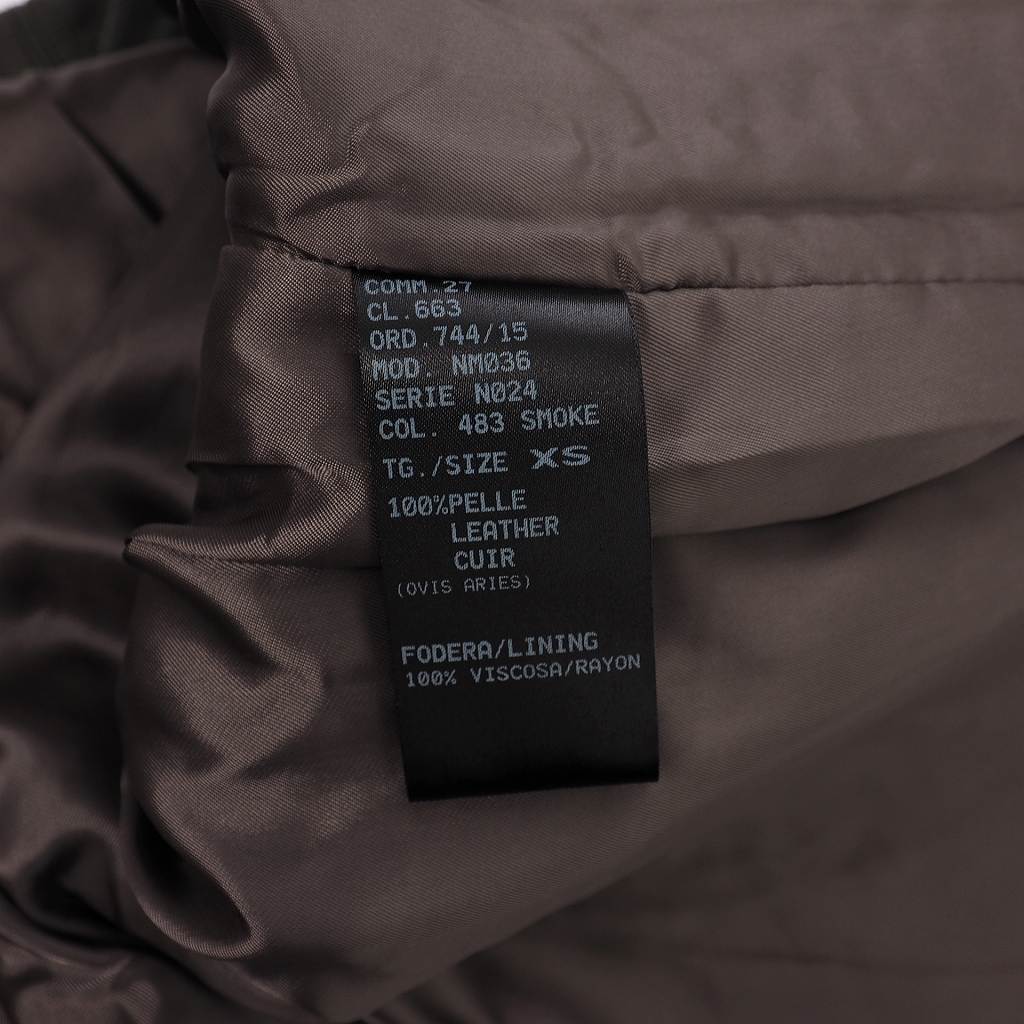 COMM.27
CL.663
ORD.744/15
MOD. NM036
SERIE N024
COL. 483 SMOKE
TG./SIZE XS
100%PELLE
LEATHER
CUIR
(OVIS ARIES)
FODERA/LINING
100% VISCOSA/RAYON